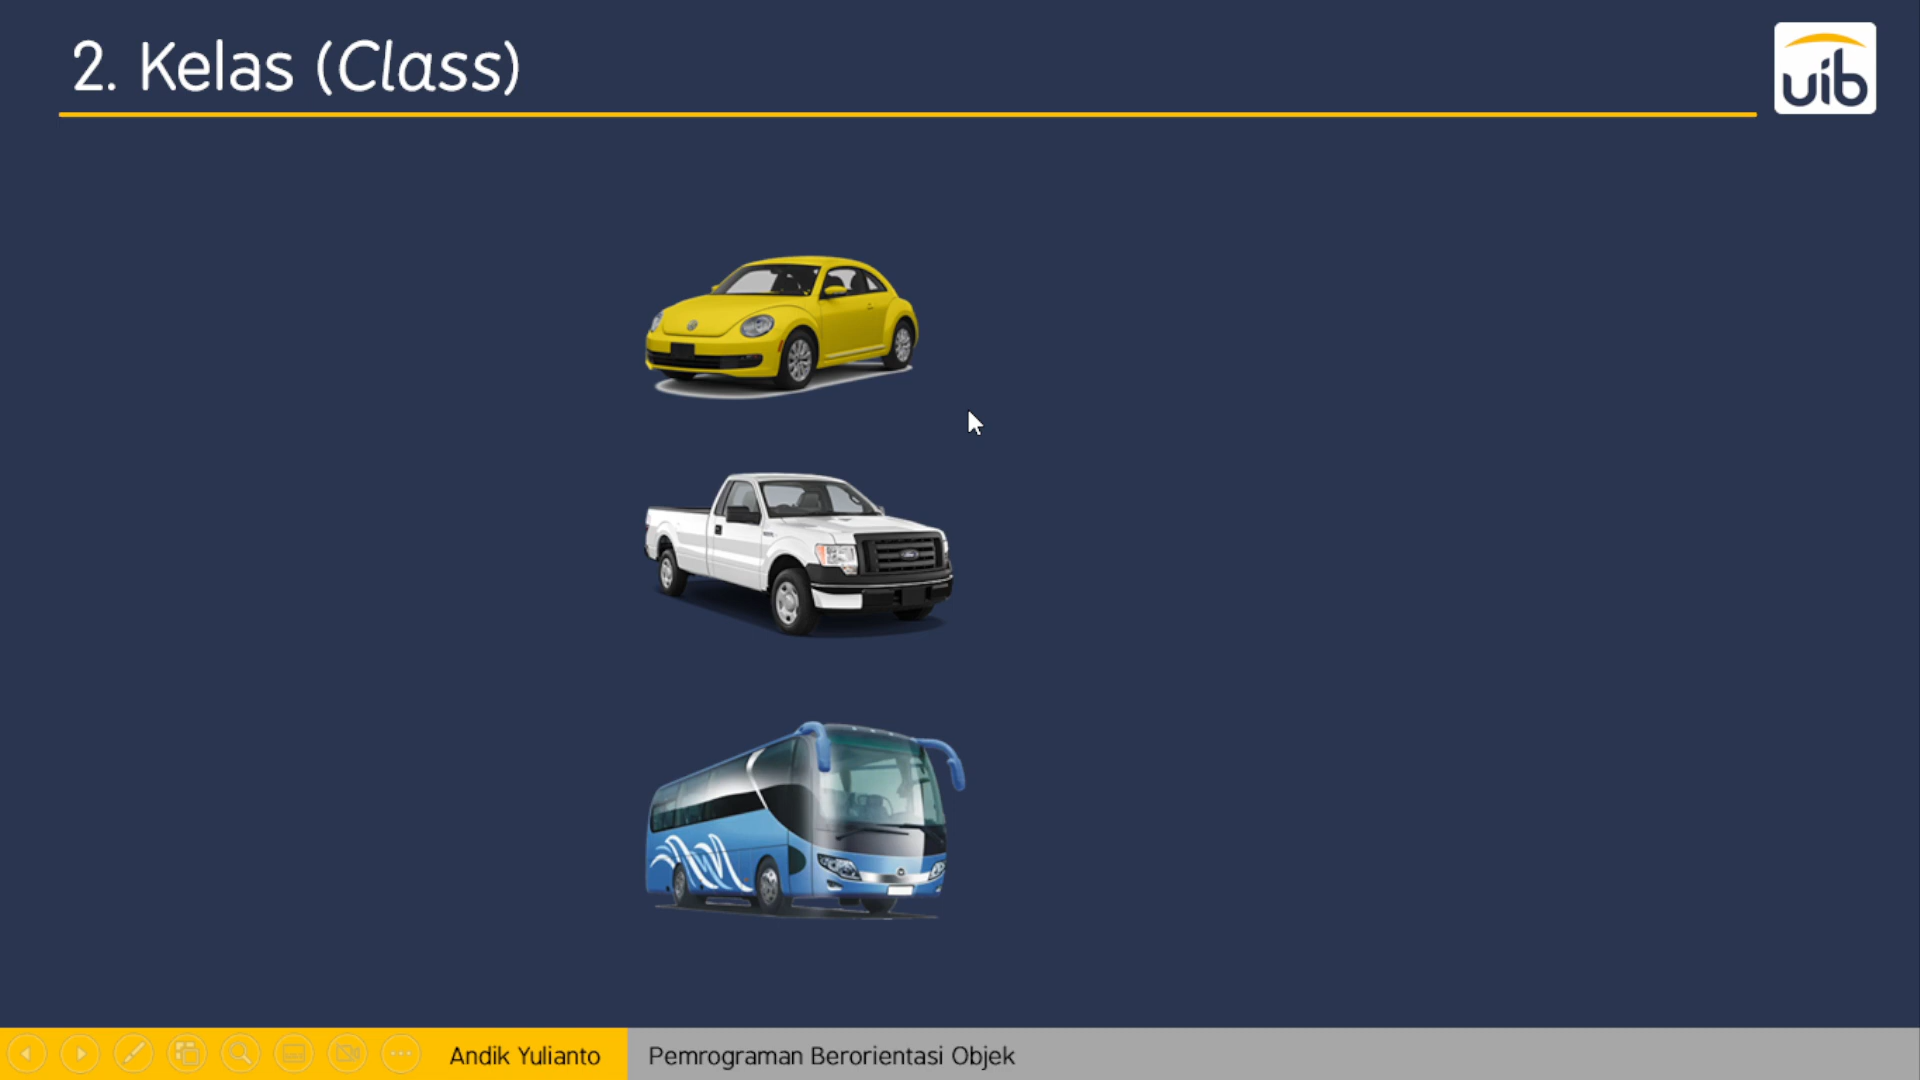 2. Kelas (Class)
uib
Andik Yulianto
Pemrograman Berorientasi Objek